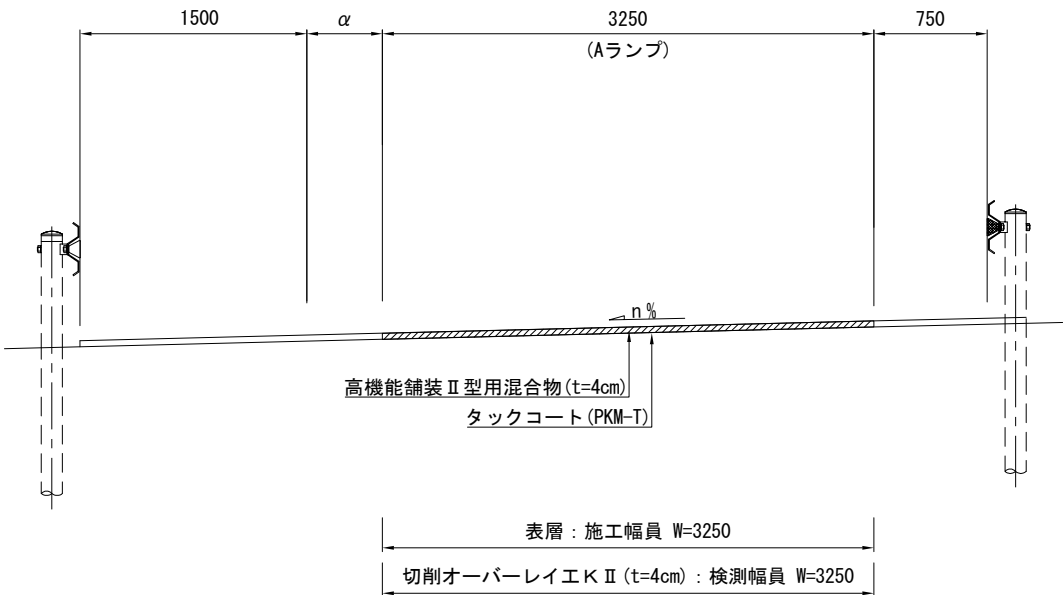 1500 α 3250 750
(Aランプ)
n%
高機能舗装Ⅱ型用混合物(t=4cm)
タックコート(PKM-T)
表層：施工幅員 W=3250
切削オーバーレイ工KⅡ(t=4cm)：検測幅員 W=3250